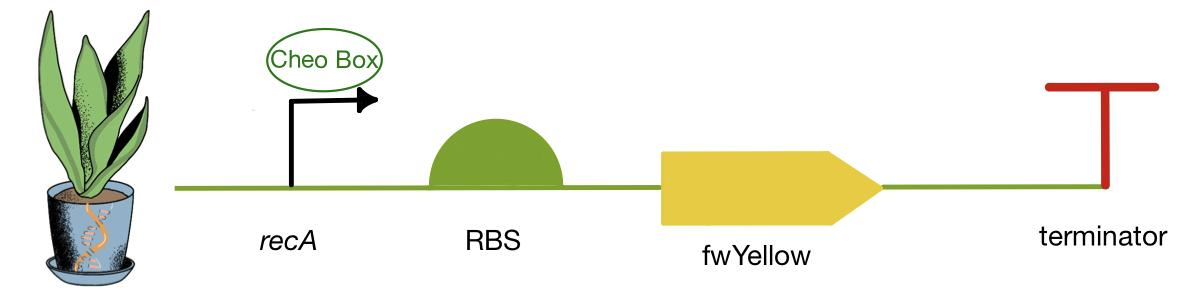 Cheo Box
recA
RBS
fwYellow
terminator